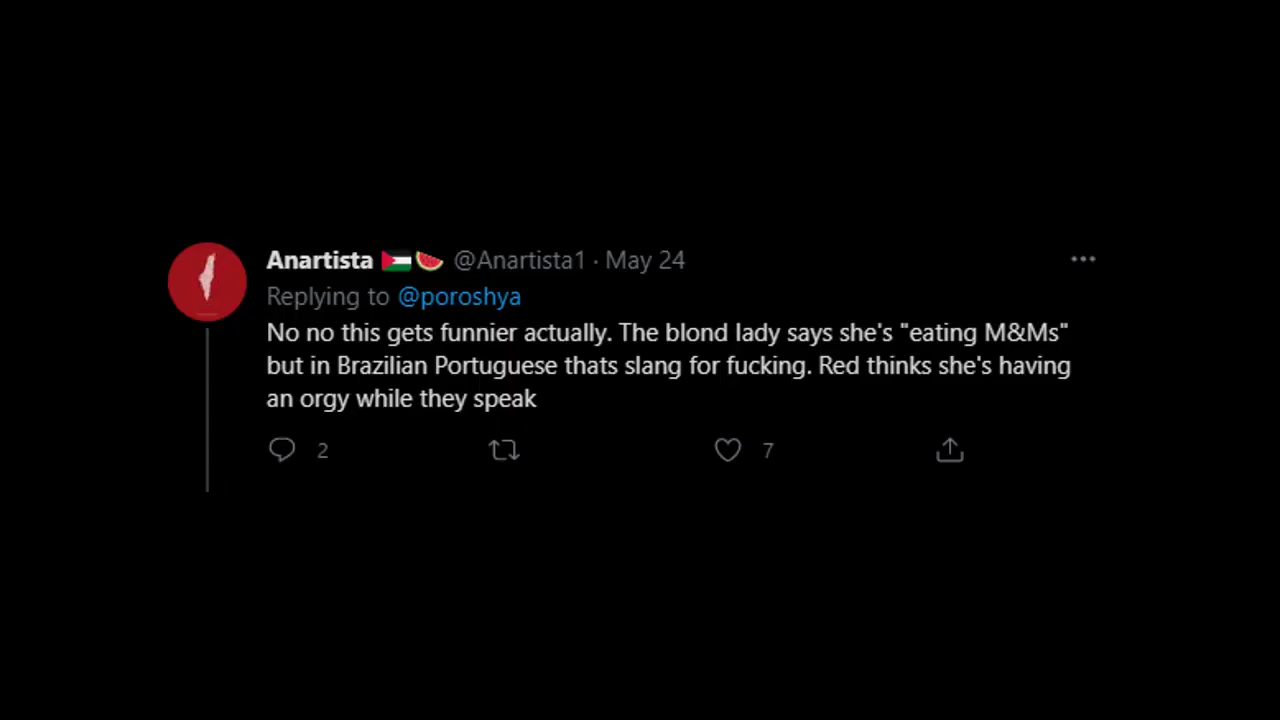 Anartista 🇵🇸🍉 @Anartista1 · May 24
Replying to @poroshya
No no this gets funnier actually. The blond lady says she's "eating M&Ms"
but in Brazilian Portuguese thats slang for fucking. Red thinks she's having
an orgy while they speak
2 7